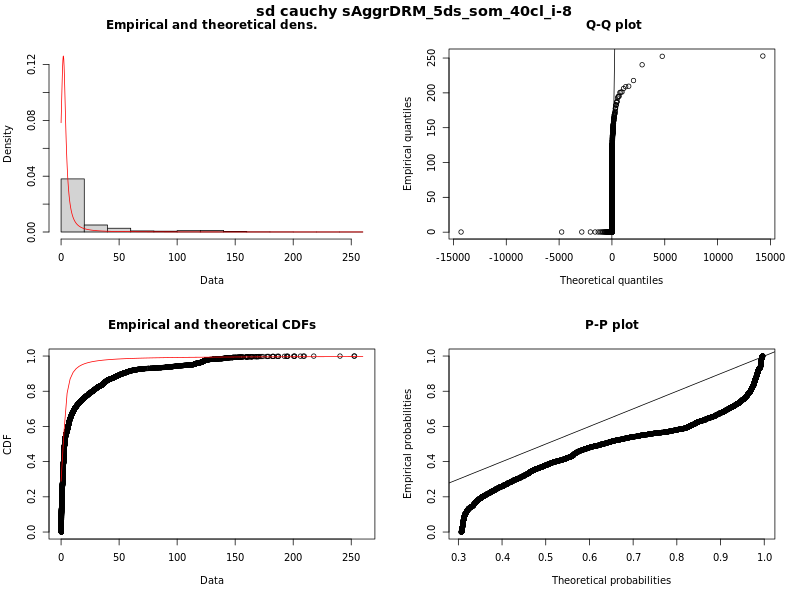 sd cauchy sAggrDRM_5ds_som_40cl_i-8
Empirical and theoretical dens.
Density
0.00 0.04 0.08 0.12
0 50 100 150 200 250
Data
Q-Q plot
Empirical quantiles
0 50 100 150 200 250
-15000 -10000 -5000 0 5000 10000 15000
Theoretical quantiles
Empirical and theoretical CDFs
CDF
0.0 0.2 0.4 0.6 0.8 1.0
0 50 100 150 200 250
Data
P-P plot
Empirical probabilities
0.0 0.2 0.4 0.6 0.8 1.0
0.3 0.4 0.5 0.6 0.7 0.8 0.9 1.0
Theoretical probabilities